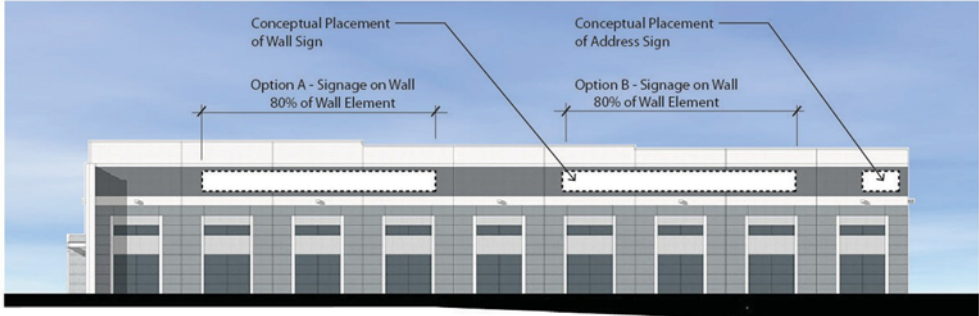 Conceptual Placement
of Wall Sign
Conceptual Placement
of Address Sign
Option A - Signage on Wall
80% of Wall Element
Option B - Signage on Wall
80% of Wall Element